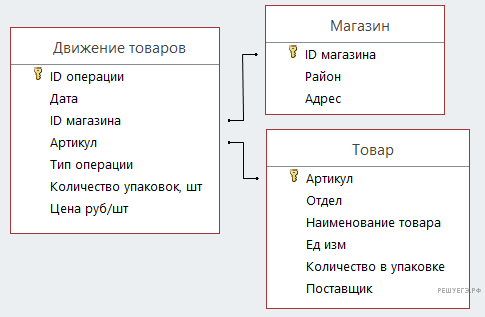 Движение товаров
ID операции
Дата
ID магазина
Артикул
Тип операции
Количество упаковок, шт
Цена руб/шт
Магазин
ID магазина
Район
Адрес
Товар
Артикул
Отдел
Наименование товара
Ед изм
Количество в упаковке
Поставщик
РЕШУЕГЭ.РФ